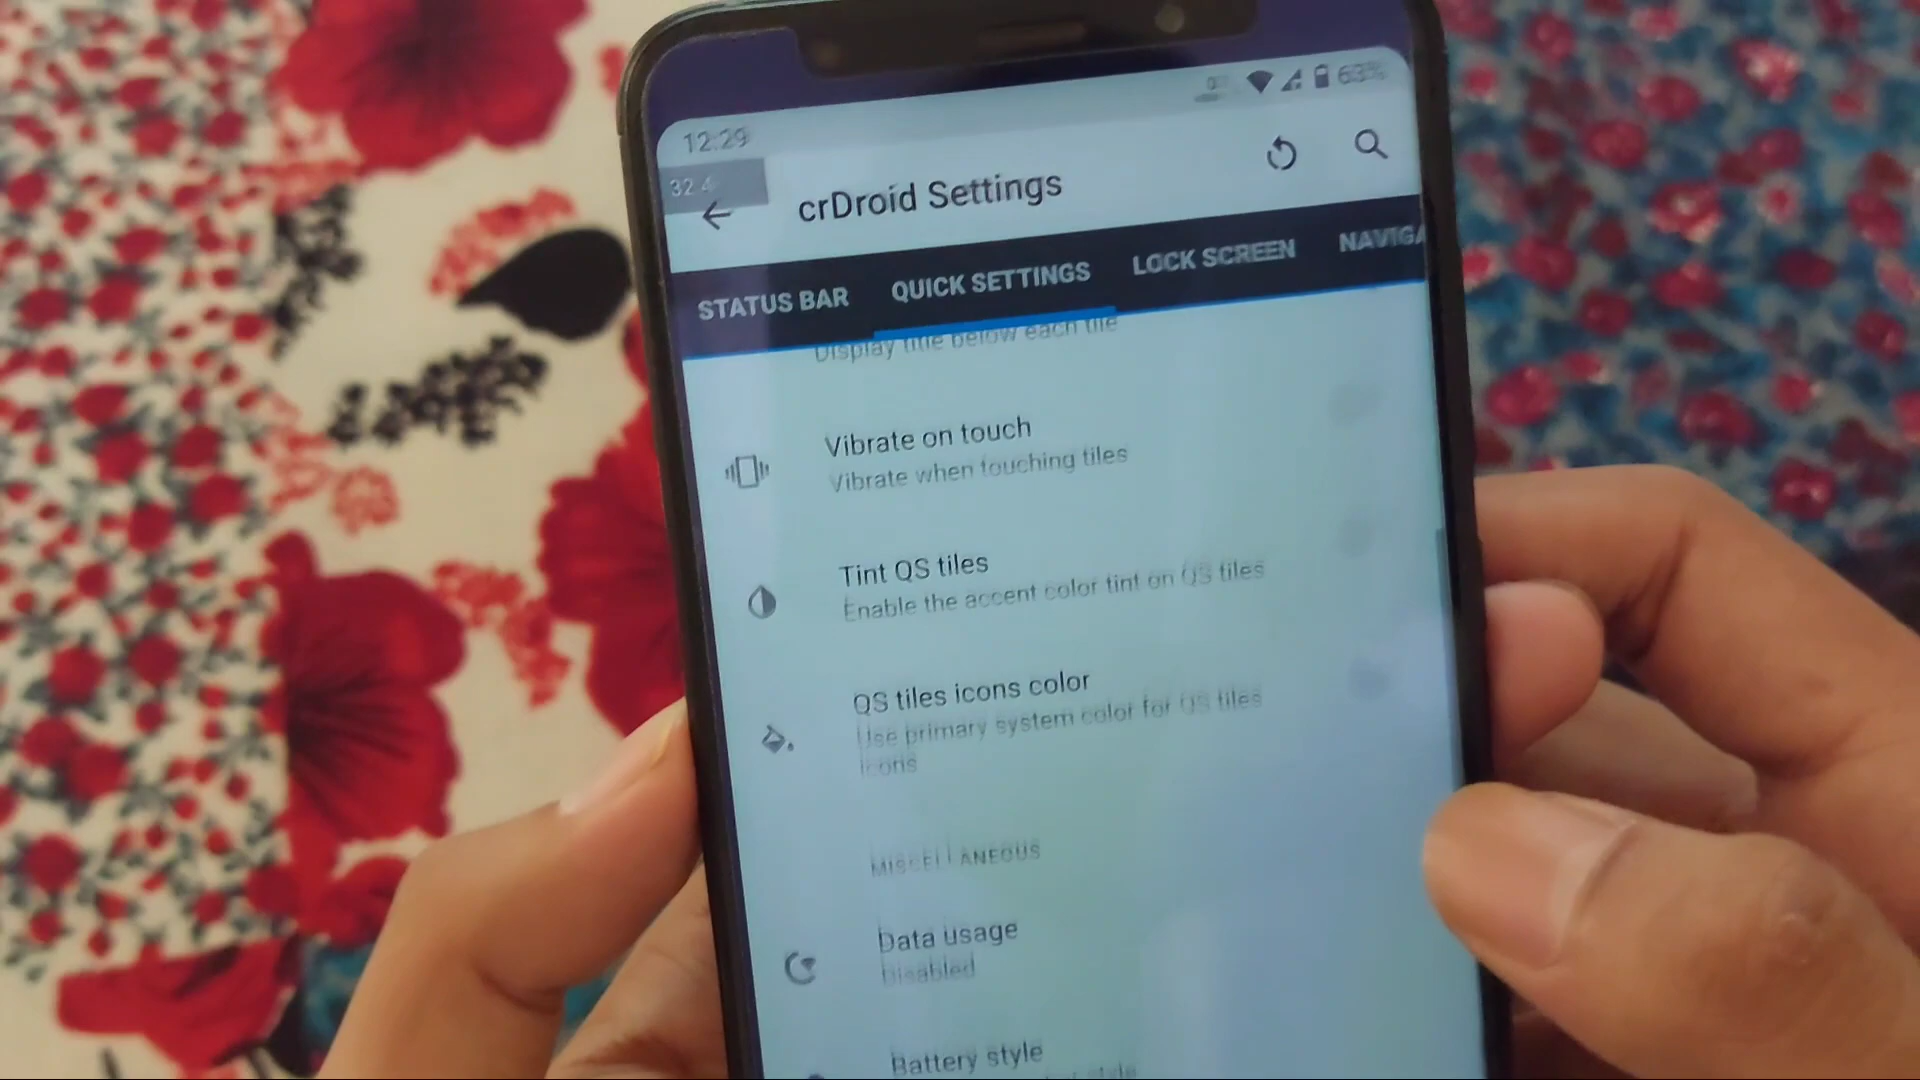 12:29
63%
32.4
crDroid Settings
STATUS BAR
QUICK SETTINGS
LOCK SCREEN
NAVIGA
Display title below each tile
Vibrate on touch
Vibrate when touching tiles
Tint QS tiles
Enable the accent color tint on QS tiles
QS tiles icons color
Use primary system color for QS tiles
icons
MISCELLANEOUS
Data usage
Disabled
Battery style
style